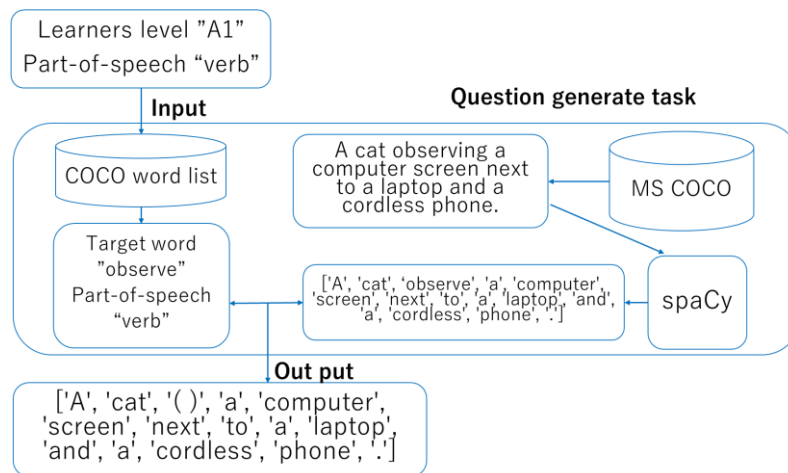 Learners level ”A1”
Part-of-speech “verb”
Input
Question generate task
COCO word list
A cat observing a
computer screen next
to a laptop and a
cordless phone.
MS COCO
Target word
”observe”
Part-of-speech
“verb”
['A', 'cat', ‘observe', 'a', 'computer',
'screen', 'next', 'to', 'a', 'laptop', 'and',
'a', 'cordless', 'phone', '.']
spaCy
Out put
['A', 'cat', '( )', 'a', 'computer',
'screen', 'next', 'to', 'a', 'laptop',
'and', 'a', 'cordless', 'phone', '.']